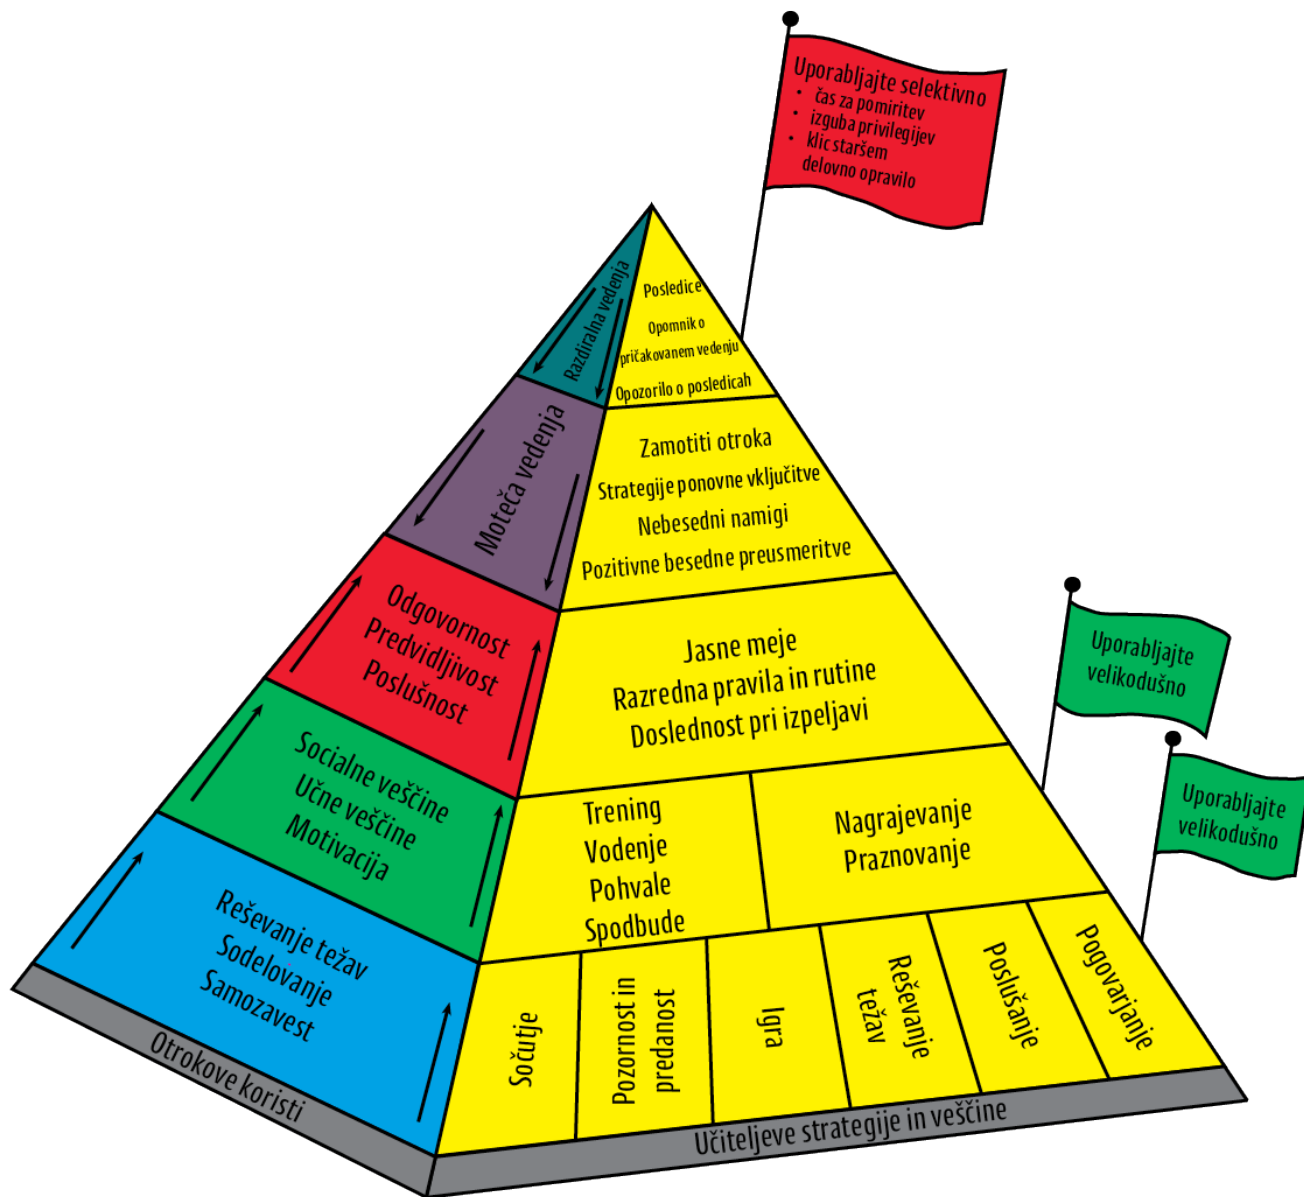 Uporabljajte selektivno
• čas za pomiritev
• izguba privilegijev
• klic staršem
delovno opravilo
Razdiralna vedenja
Posledice
Opomnik o
pričakovanem vedenju
Opozorilo o posledicah
Moteča vedenja
Zamotiti otroka
Strategije ponovne vključitve
Nebesedni namigi
Pozitivne besedne preusmeritve
Odgovornost
Predvidljivost
Poslušnost
Jasne meje
Razredna pravila in rutine
Doslednost pri izpeljavi
Uporabljajte
velikodušno
Socialne veščine
Učne veščine
Motivacija
Trening
Vodenje
Pohvale
Spodbude
Nagrajevanje
Praznovanje
Uporabljajte
velikodušno
Reševanje težav
Sodelovanje
Samozavest
Sočutje
Pozornost in
predanost
Igra
Reševanje
težav
Poslušanje
Pogovarjanje
Otrokove koristi
Učiteljeve strategije in veščine